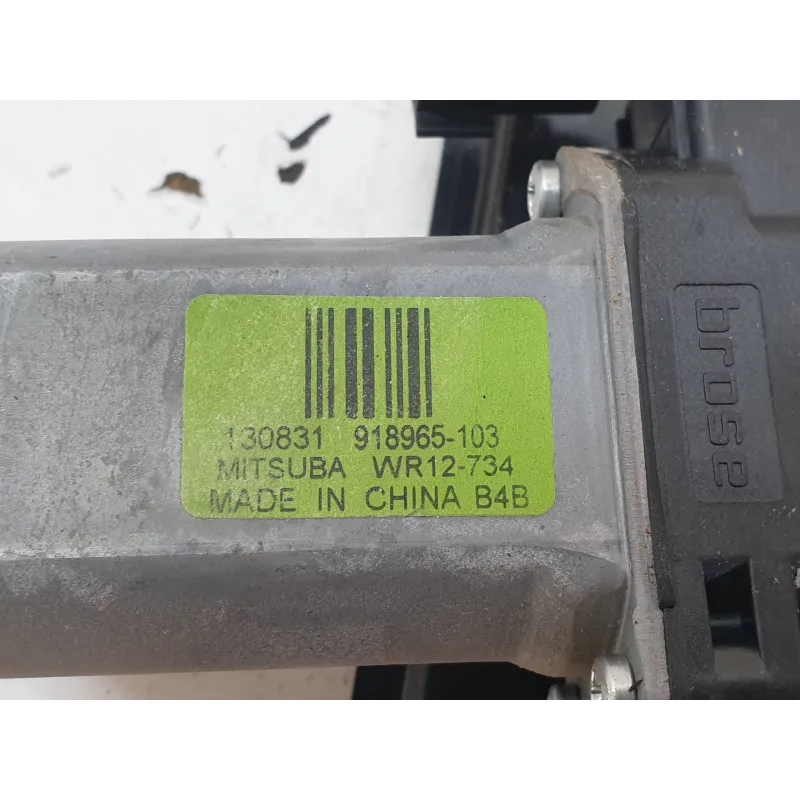 130831 918965-103
MITSUBA WR12-734
MADE IN CHINA B4B
brose